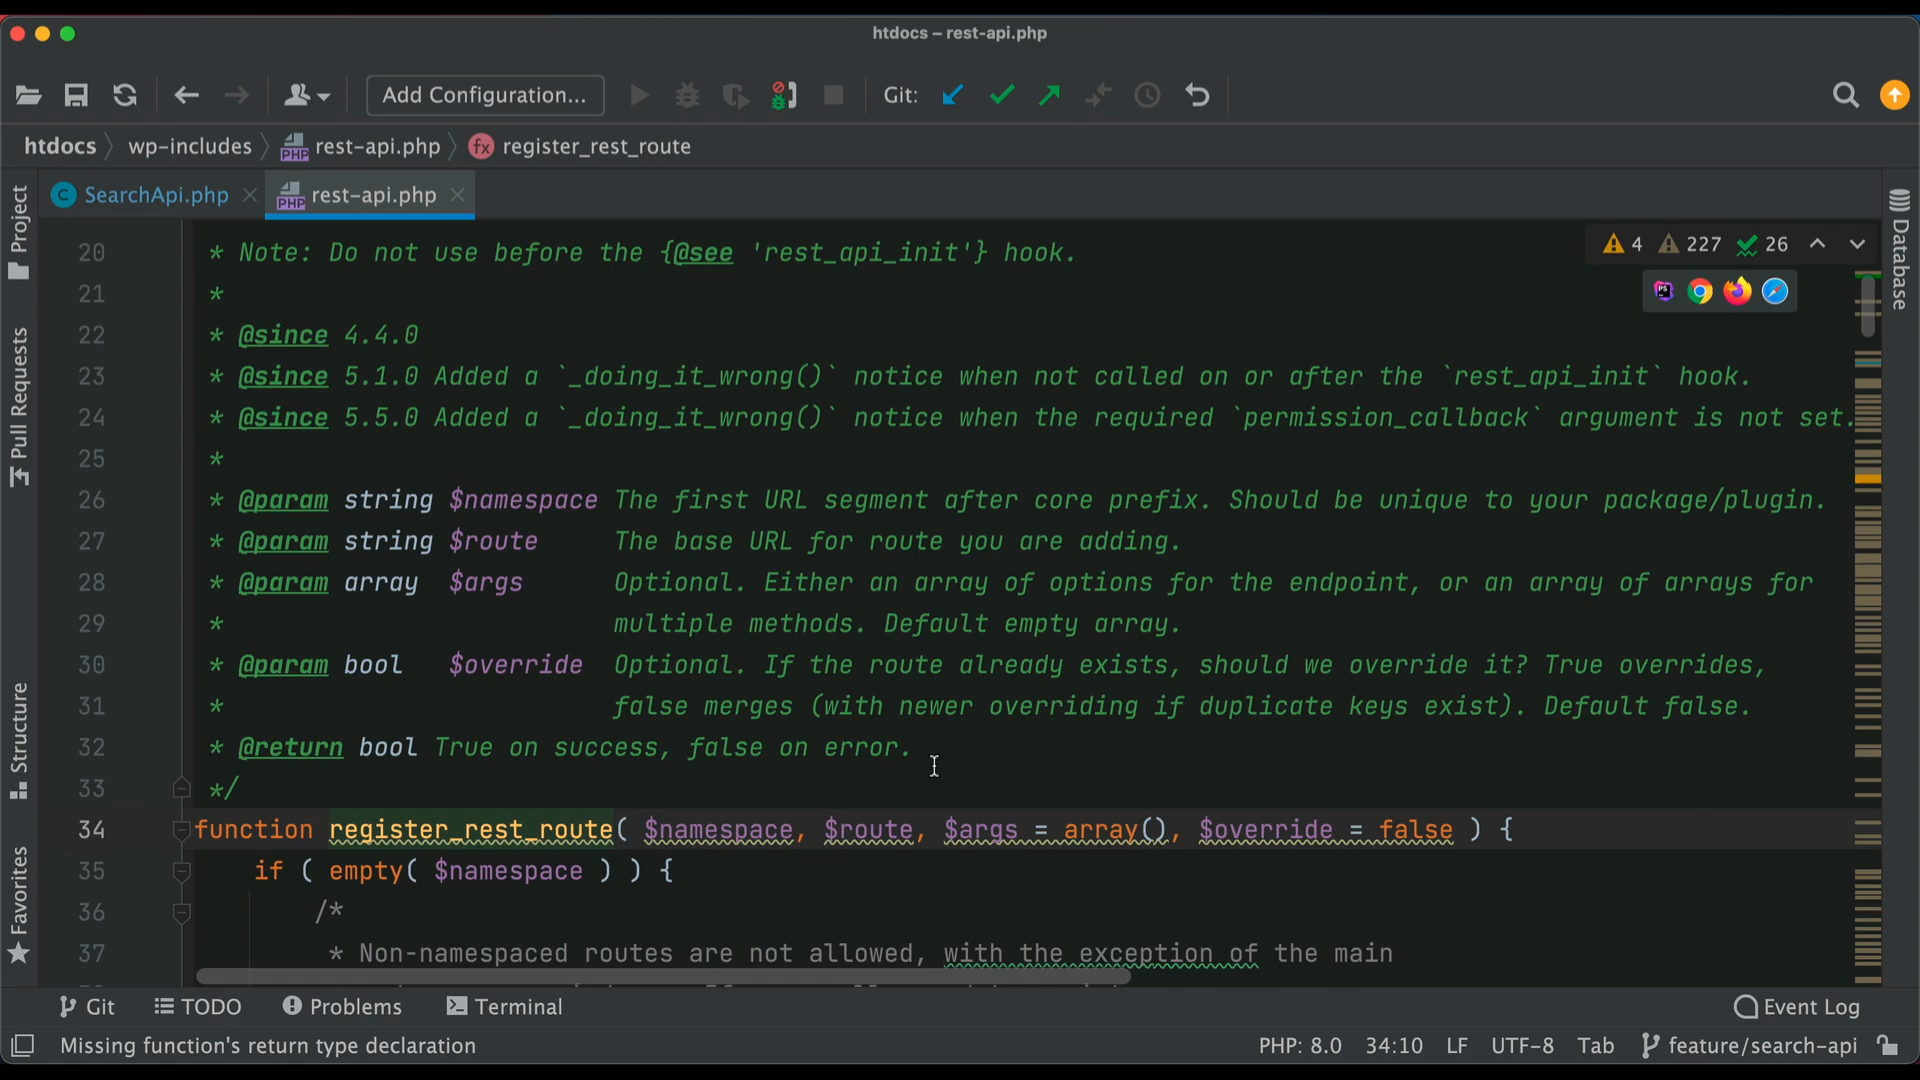 htdocs – rest-api.php
Add Configuration...
Git:
htdocs
wp-includes
PHP
rest-api.php
fx
register_rest_route
C
SearchApi.php
PHP
rest-api.php
Project
Pull Requests
Structure
Favorites
Database
4
227
26
PS
20 * Note: Do not use before the {@see 'rest_api_init'} hook.
21 *
22 * @since 4.4.0
23 * @since 5.1.0 Added a `_doing_it_wrong()` notice when not called on or after the `rest_api_init` hook.
24 * @since 5.5.0 Added a `_doing_it_wrong()` notice when the required `permission_callback` argument is not set.
25 *
26 * @param string $namespace The first URL segment after core prefix. Should be unique to your package/plugin.
27 * @param string $route     The base URL for route you are adding.
28 * @param array  $args      Optional. Either an array of options for the endpoint, or an array of arrays for
29 *                          multiple methods. Default empty array.
30 * @param bool   $override  Optional. If the route already exists, should we override it? True overrides,
31 *                          false merges (with newer overriding if duplicate keys exist). Default false.
32 * @return bool True on success, false on error.
33 */
34 function register_rest_route( $namespace, $route, $args = array(), $override = false ) {
35     if ( empty( $namespace ) ) {
36         /*
37          * Non-namespaced routes are not allowed, with the exception of the main
Git
TODO
Problems
Terminal
Event Log
Missing function's return type declaration
PHP: 8.0
34:10
LF
UTF-8
Tab
feature/search-api